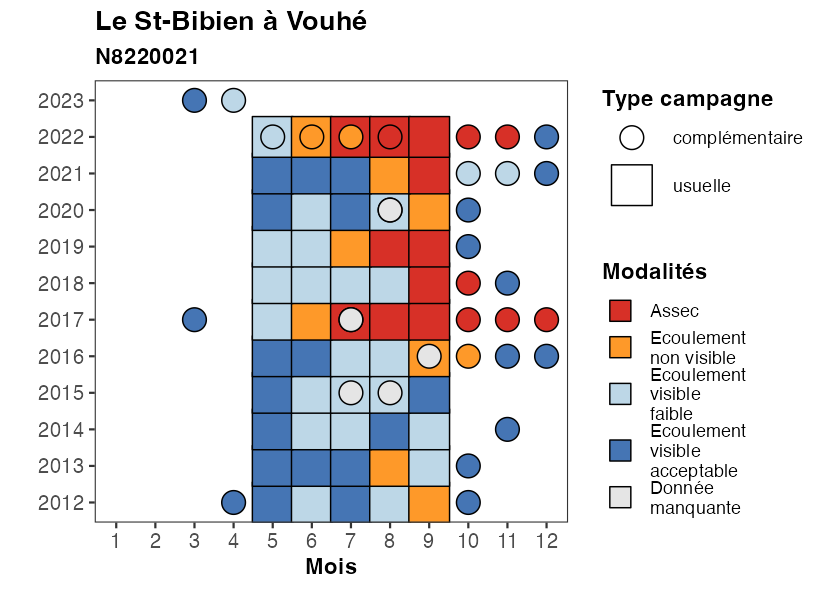 Le St-Bibien à Vouhé
N8220021
2023
2022
2021
2020
2019
2018
2017
2016
2015
2014
2013
2012
1 2 3 4 5 6 7 8 9 10 11 12
Mois
Type campagne
complémentaire
usuelle
Modalités
Assec
Ecoulement
non visible
Ecoulement
visible
faible
Ecoulement
visible
acceptable
Donnée
manquante